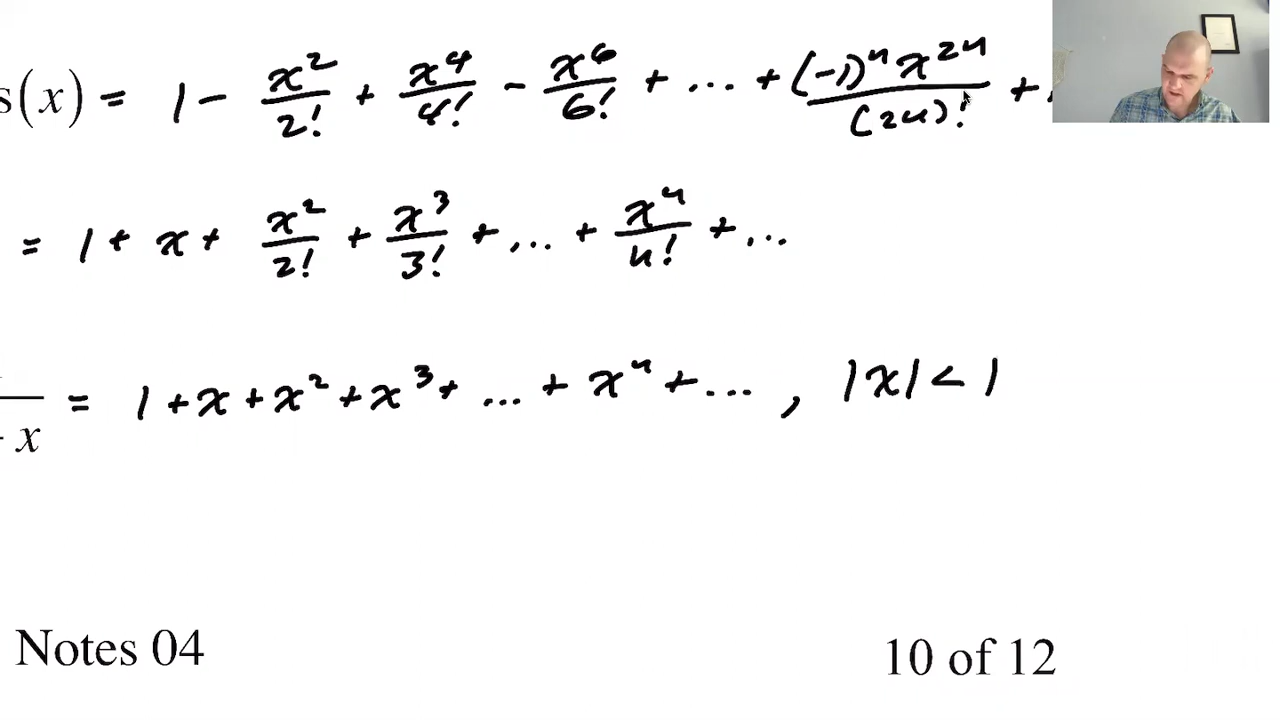 s(x) = 1 - x²/2! + x⁴/4! - x⁶/6! + ... + (-1)ⁿ x²ⁿ/(2n)! +
= 1 + x + x²/2! + x³/3! + ... + xⁿ/n! + ...
- x = 1 + x + x² + x³ + ... + xⁿ + ... , |x| < 1
Notes 04
10 of 12